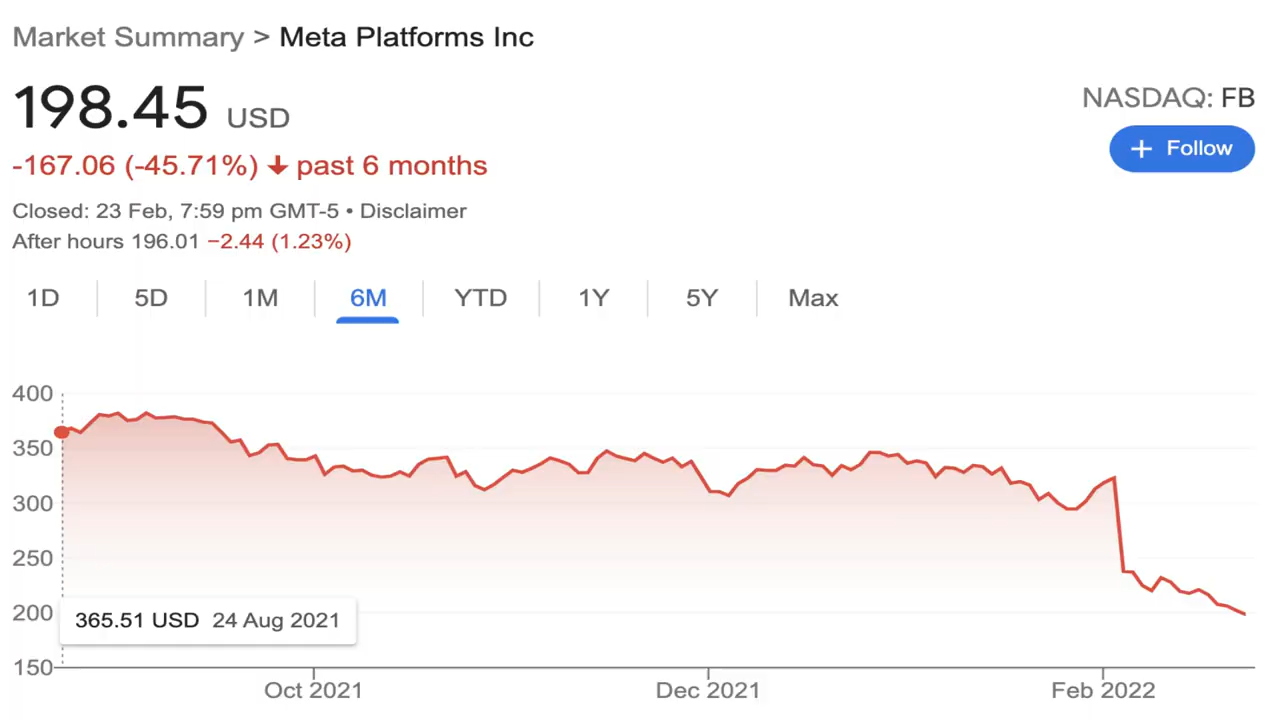 Market Summary > Meta Platforms Inc
198.45 USD
NASDAQ: FB
+ Follow
-167.06 (-45.71%) ↓ past 6 months
Closed: 23 Feb, 7:59 pm GMT-5 • Disclaimer
After hours 196.01 −2.44 (1.23%)
1D 5D 1M 6M YTD 1Y 5Y Max
400
350
300
250
200
150
365.51 USD 24 Aug 2021
Oct 2021 Dec 2021 Feb 2022